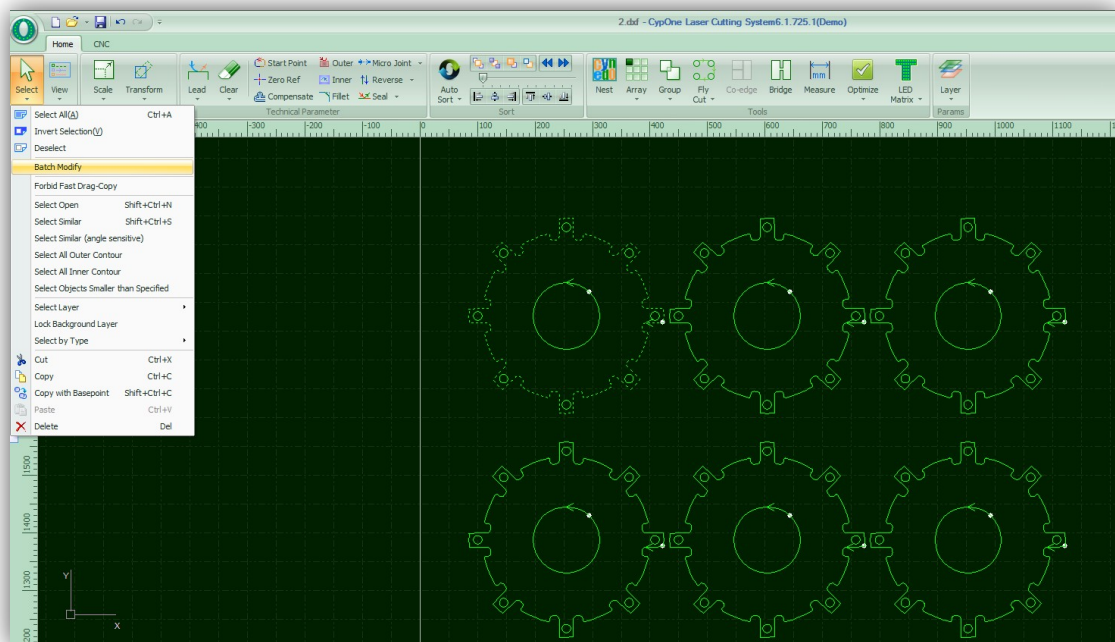 2.dxf - CypOne Laser Cutting System6.1.725.1(Demo)
Home CNC
Select View Scale Transform Lead Clear
Start Point Outer Micro Joint
Zero Ref Inner Reverse
Compensate Fillet Seal
Auto Sort
Nest Array Group Fly Cut Co-edge Bridge Measure Optimize LED Matrix Layer
Technical Parameter Sort Tools Params
Select All(A) Ctrl+A
Invert Selection(V)
Deselect
Batch Modify
Forbid Fast Drag-Copy
Select Open Shift+Ctrl+N
Select Similar Shift+Ctrl+S
Select Similar (angle sensitive)
Select All Outer Contour
Select All Inner Contour
Select Objects Smaller than Specified
Select Layer
Lock Background Layer
Select by Type
Cut Ctrl+X
Copy Ctrl+C
Copy with Basepoint Shift+Ctrl+C
Paste Ctrl+V
Delete Del
-300 -200 -100 0 100 200 300 400 500 600 700 800 900 1000 1100
1500
1400
1300
Y
X